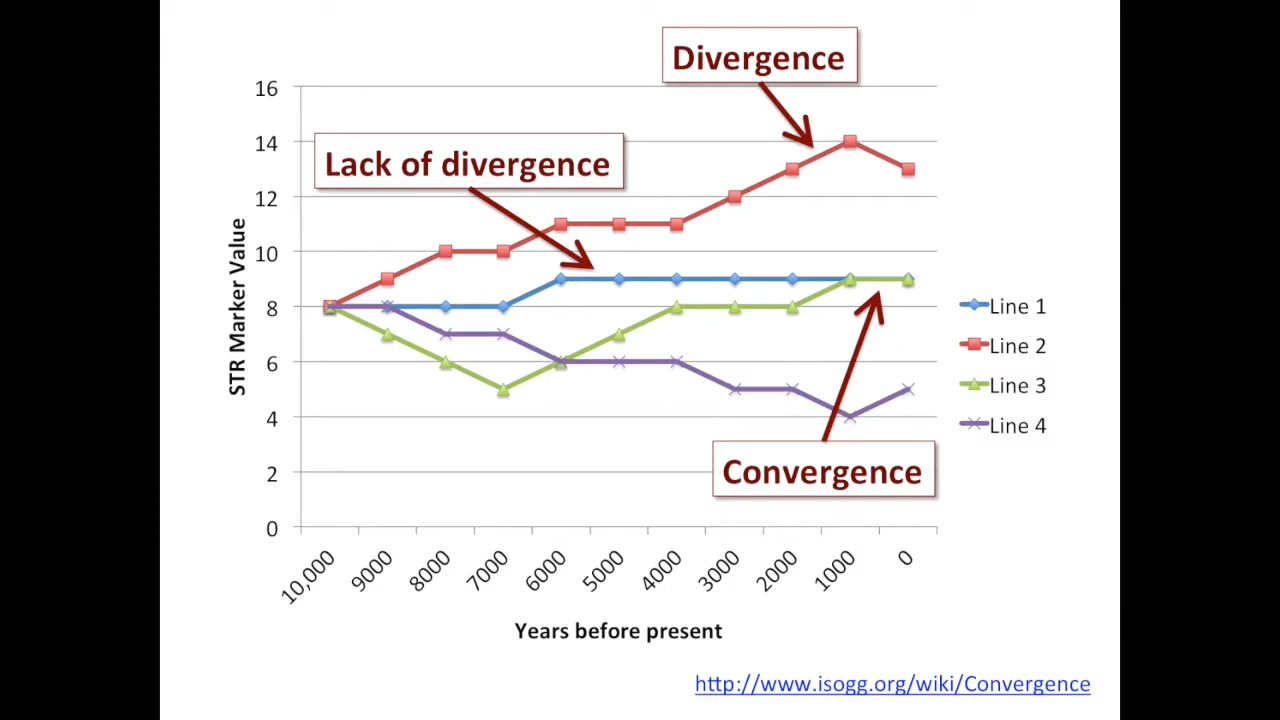 Divergence
16
14
Lack of divergence
12
10
8
6
4
2
0
STR Marker Value
Line 1
Line 2
Line 3
Line 4
Convergence
10,000
9000
8000
7000
6000
5000
4000
3000
2000
1000
0
Years before present
http://www.isogg.org/wiki/Convergence